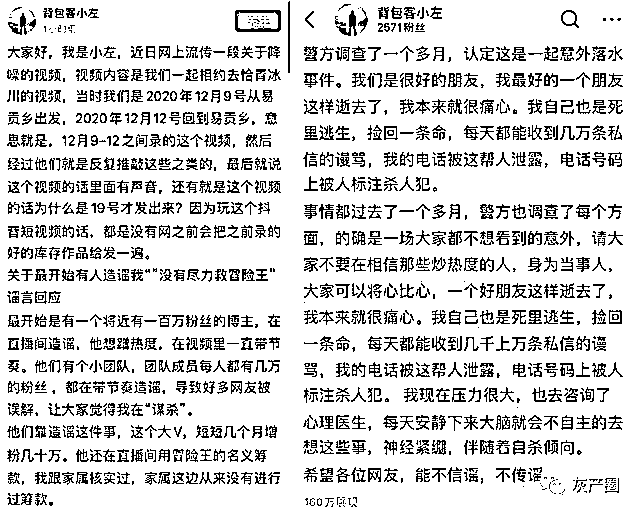 背包客小左
大家好，我是小左，近日网上流传一段关于降
噪的视频，视频内容是我们一起相约去恰青冰
川的视频，当时我们是2020年12月9号从易
贡乡出发，2020年12月12号回到易贡乡，意
思就是，12月9-12之间录的这个视频，然后
经过他们就是反复推敲这些之类的，最后就说
这个视频的话里面有声音，还有就是这个视频
的话为什么是19号才发出来？因为玩这个抖
音短视频的话，都是没有网之前会把之前录的
好的库存作品给发一遍。
关于最开始有人造谣我“”没有尽力救冒险王”
谣言回应
最开始是有一个将近有一百万粉丝的博主，在
直播间造谣，他想蹭热度，在视频里一直带节
奏。他们有个小团队，团队成员每人都有几万
的粉丝，都在带节奏造谣，导致好多网友被
误解，让大家觉得我在“谋杀”。
他们靠造谣这件事，这个大V，短短几个月增
粉几十万。他还在直播间用冒险王的名义筹
款，我跟家属核实过，家属这边从来没有进行
过筹款。
背包客小左
2571粉丝
警方调查了一个多月，认定这是一起意外落水
事件。我们是很好的朋友，我最好的一个朋友
这样逝去了，我本来就很痛心。我自己也是死
里逃生，捡回一条命，每天都能收到几万条私
信的谩骂，我的电话被这帮人泄露，电话号码
上被人标注杀人犯。
事情都过去了一个多月，警方也调查了每个方
面，的确是一场大家都不想看到的意外，请大
家不要在相信那些炒热度的人，身为当事人，
大家可以将心比心，一个好朋友这样逝去了，
我本来就很痛心。我自己也是死里逃生，捡回
一条命，每天都能收到几千上万条私信的谩
骂，我的电话被这帮人泄露，电话号码上被人
标注杀人犯。我现在压力很大，也去咨询了
心理医生，每天安静下来大脑就会不自主的去
想这些事，神经紧绷，伴随着自杀倾向。
希望各位网友，能不信谣，不传谣
灰产圈
160万展现